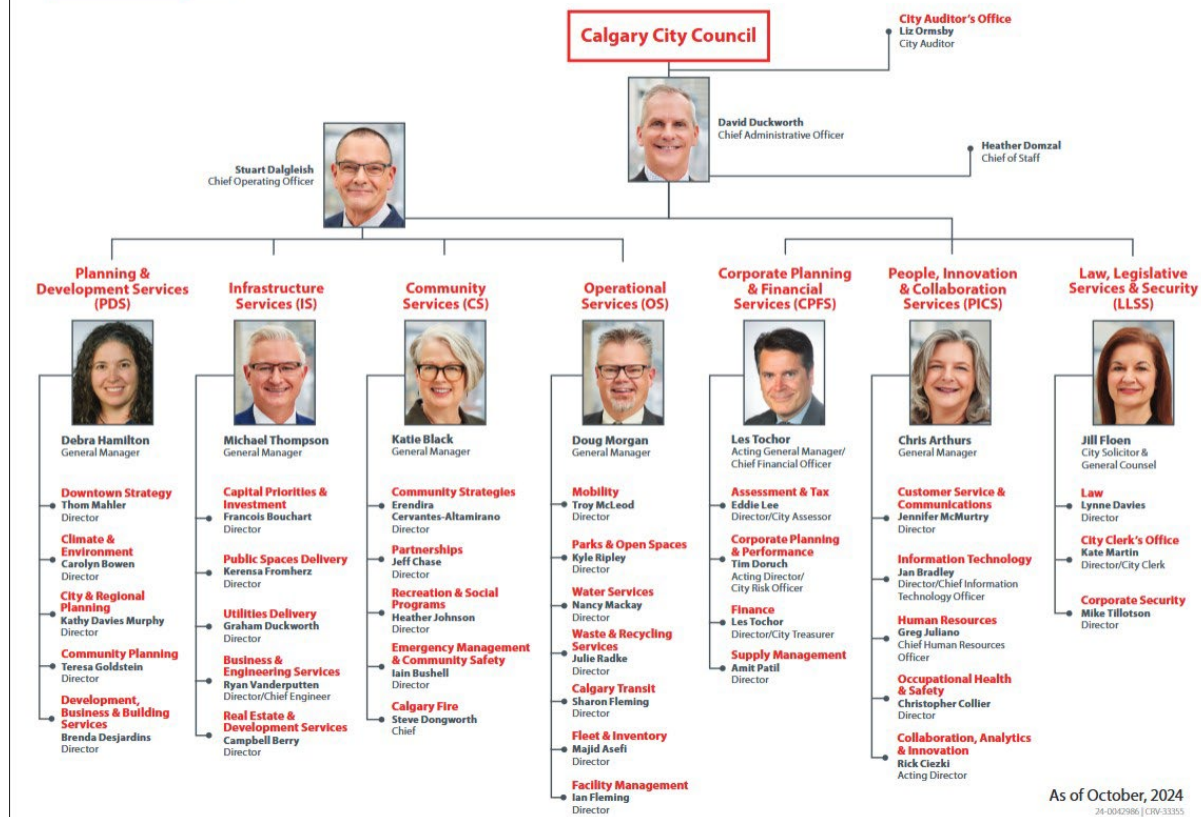 Calgary City Council
City Auditor's Office
Liz Ormsby
City Auditor
David Duckworth
Chief Administrative Officer
Heather Domzal
Chief of Staff
Stuart Dalgleish
Chief Operating Officer
Planning &
Development Services
(PDS)
Debra Hamilton
General Manager
Downtown Strategy
Thom Mahler
Director
Climate &
Environment
Carolyn Bowen
Director
City & Regional
Planning
Kathy Davies Murphy
Director
Community Planning
Teresa Goldstein
Director
Development,
Business & Building
Services
Brenda Desjardins
Director
Infrastructure
Services (IS)
Michael Thompson
General Manager
Capital Priorities &
Investment
Francois Bouchart
Director
Public Spaces Delivery
Kerensa Fromherz
Director
Utilities Delivery
Graham Duckworth
Director
Business &
Engineering Services
Ryan Vanderputten
Director/Chief Engineer
Real Estate &
Development Services
Campbell Berry
Director
Community
Services (CS)
Katie Black
General Manager
Community Strategies
Erendira
Cervantes-Altamirano
Director
Partnerships
Jeff Chase
Director
Recreation & Social
Programs
Heather Johnson
Director
Emergency Management
& Community Safety
Iain Bushell
Director
Calgary Fire
Steve Dongworth
Chief
Operational
Services (OS)
Doug Morgan
General Manager
Mobility
Troy McLeod
Director
Parks & Open Spaces
Kyle Ripley
Director
Water Services
Nancy Mackay
Director
Waste & Recycling
Services
Julie Radke
Director
Calgary Transit
Sharon Fleming
Director
Fleet & Inventory
Majid Asefi
Director
Facility Management
Ian Fleming
Director
Corporate Planning
& Financial
Services (CPFS)
Les Tochor
Acting General Manager/
Chief Financial Officer
Assessment & Tax
Eddie Lee
Director/City Assessor
Corporate Planning
& Performance
Tim Doruch
Acting Director/
City Risk Officer
Finance
Les Tochor
Director/City Treasurer
Supply Management
Amit Patil
Director
People, Innovation
& Collaboration
Services (PICS)
Chris Arthurs
General Manager
Customer Service &
Communications
Jennifer McMurtry
Director
Information Technology
Jan Bradley
Director/Chief Information
Technology Officer
Human Resources
Greg Juliano
Chief Human Resources
Officer
Occupational Health
& Safety
Christopher Collier
Director
Collaboration, Analytics
& Innovation
Rick Ciezki
Acting Director
Law, Legislative
Services & Security
(LLSS)
Jill Floen
City Solicitor &
General Counsel
Law
Lynne Davies
Director
City Clerk's Office
Kate Martin
Director/City Clerk
Corporate Security
Mike Tillotson
Director
As of October, 2024
24-0042986 | CRV-33355